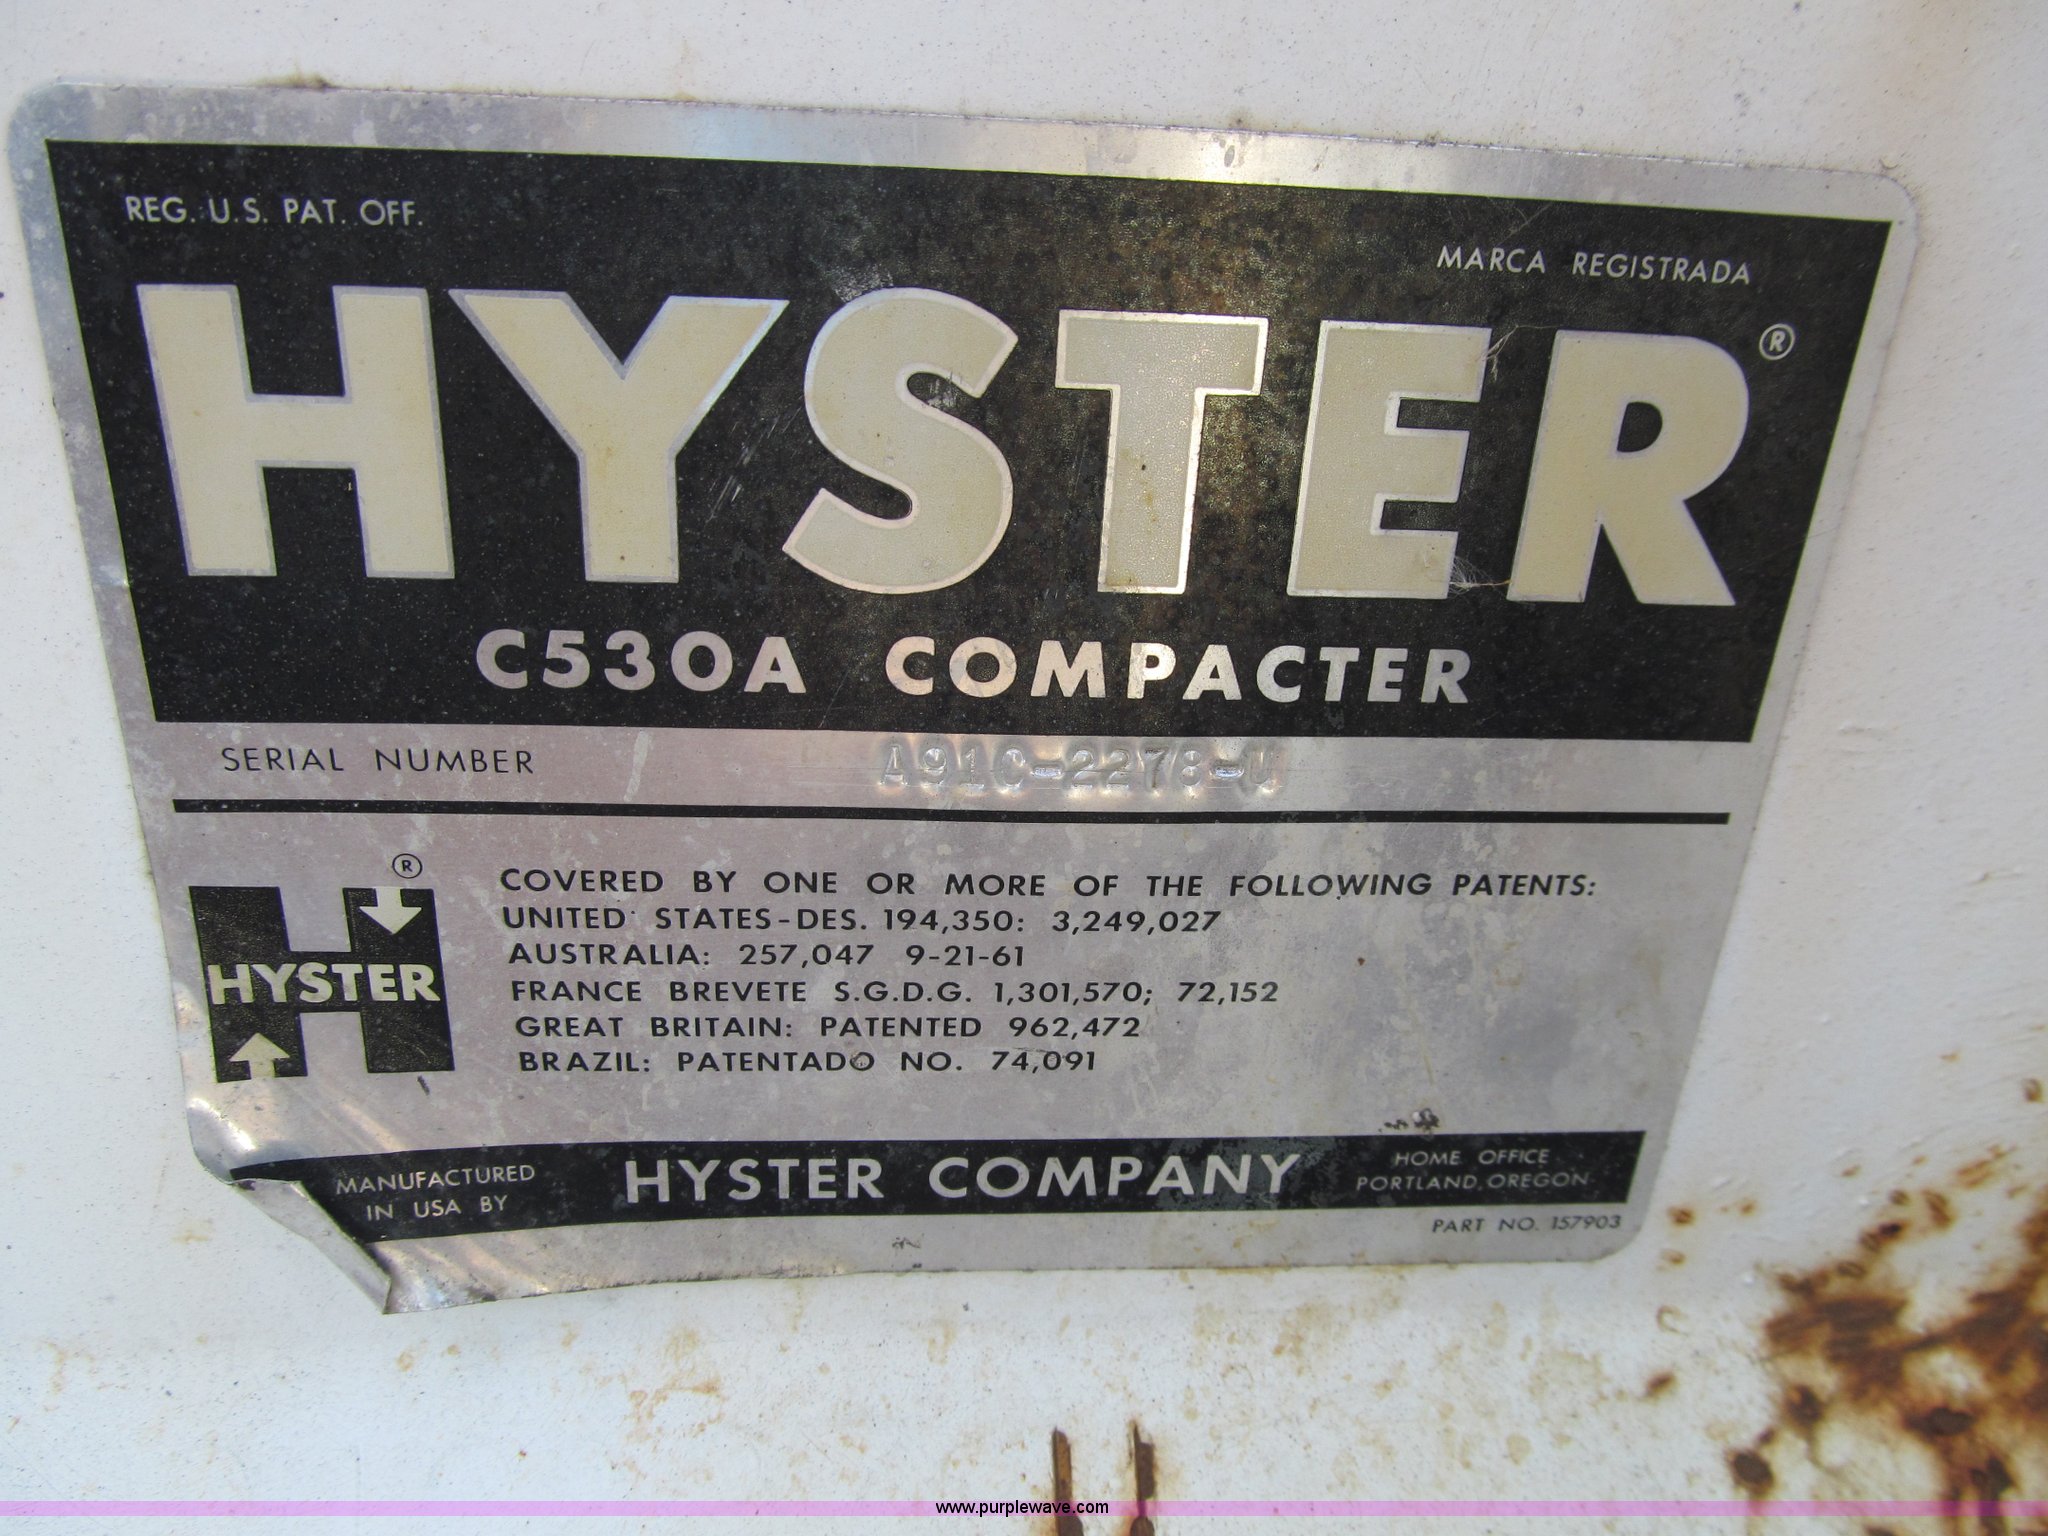 REG. U.S. PAT. OFF.
MARCA REGISTRADA
HYSTER ®
C530A COMPACTER
SERIAL NUMBER A91C-2278-U
®
HYSTER
COVERED BY ONE OR MORE OF THE FOLLOWING PATENTS:
UNITED STATES-DES. 194,350: 3,249,027
AUSTRALIA: 257,047 9-21-61
FRANCE BREVETE S.G.D.G. 1,301,570; 72,152
GREAT BRITAIN: PATENTED 962,472
BRAZIL: PATENTADO NO. 74,091
MANUFACTURED
IN USA BY
HYSTER COMPANY
HOME OFFICE
PORTLAND, OREGON
PART NO. 157903
www.purplewave.com